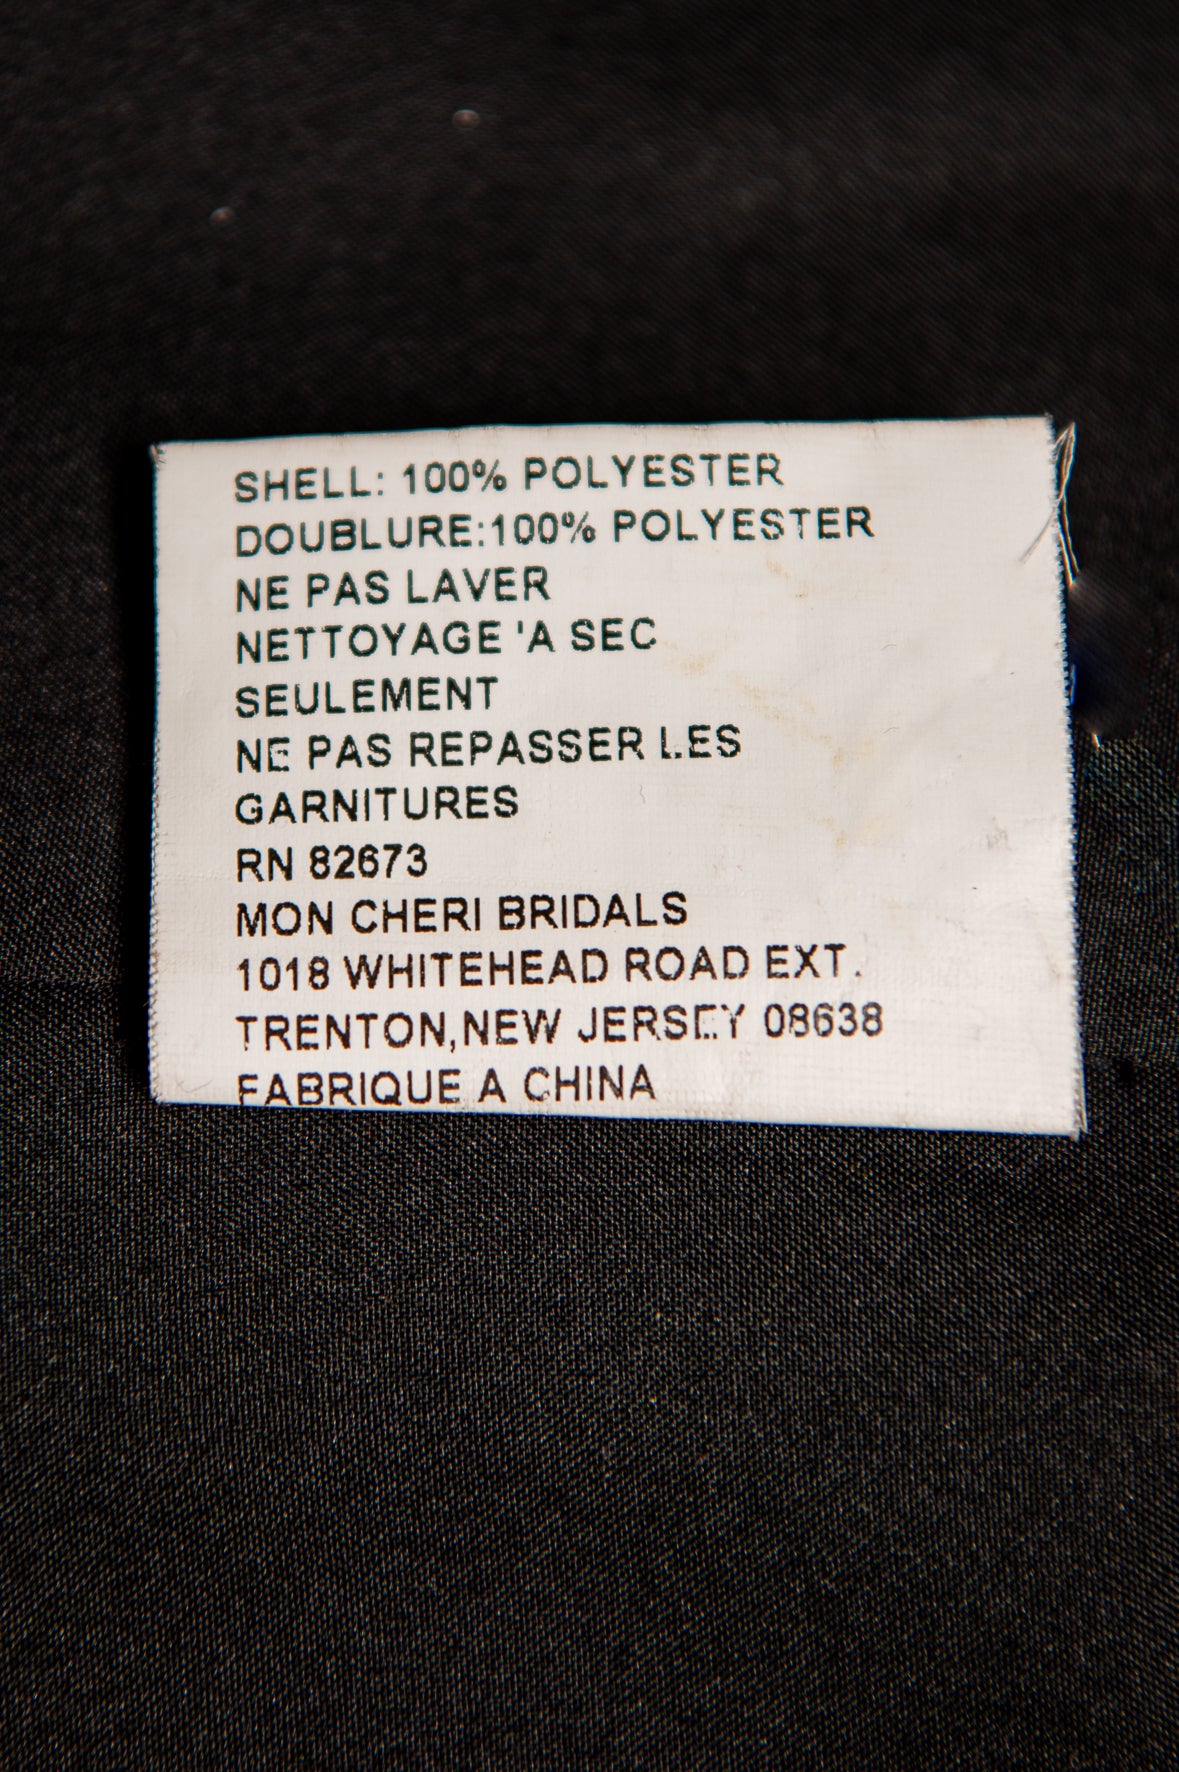 SHELL: 100% POLYESTER
DOUBLURE:100% POLYESTER
NE PAS LAVER
NETTOYAGE 'A SEC
SEULEMENT
NE PAS REPASSER LES
GARNITURES
RN 82673
MON CHERI BRIDALS
1018 WHITEHEAD ROAD EXT.
TRENTON,NEW JERSEY 08638
FABRIQUE A CHINA